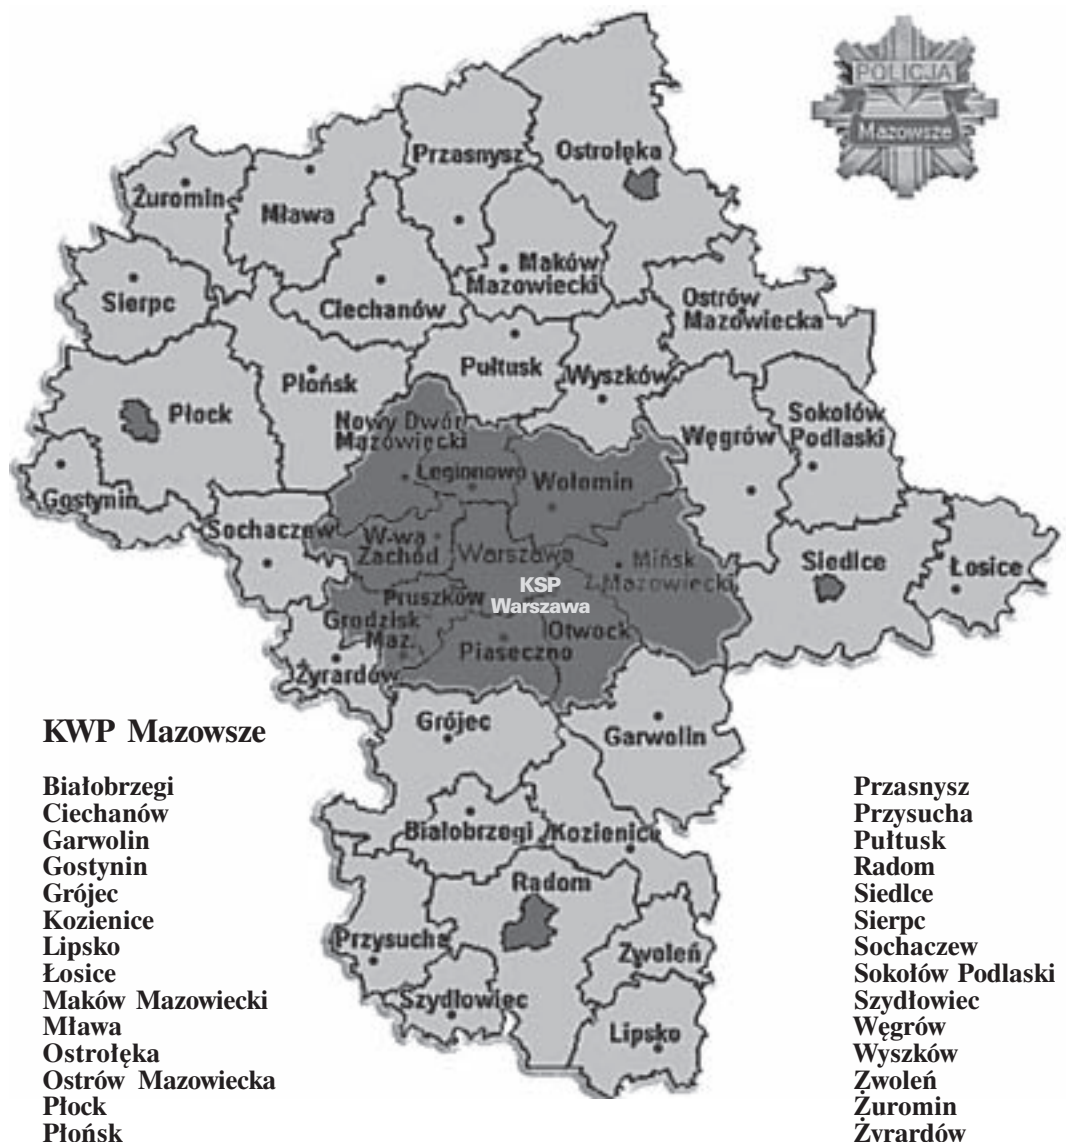 POLICJA
Mazowsze
Przasnysz
Ostrołęka
Żuromin
Mława
Maków
Mazowiecki
Sierpc
Ciechanów
Ostrów
Mazowiecka
Pułtusk
Wyszków
Płońsk
Płock
Nowy Dwór
Mazowiecki
Sokołów
Podlaski
Węgrów
Legionowo
Wołomin
Gostynin
Sochaczew
W-wa
Zachód
Warszawa
Mińsk
Mazowiecki
Siedlce
Łosice
KSP
Warszawa
Pruszków
Grodzisk
Maz.
Otwock
Piaseczno
Żyrardów
Grójec
Garwolin
Białobrzegi
Kozienice
Radom
Przysucha
Zwoleń
Szydłowiec
Lipsko
KWP Mazowsze
Białobrzegi
Ciechanów
Garwolin
Gostynin
Grójec
Kozienice
Lipsko
Łosice
Maków Mazowiecki
Mława
Ostrołęka
Ostrów Mazowiecka
Płock
Płońsk
Przasnysz
Przysucha
Pułtusk
Radom
Siedlce
Sierpc
Sochaczew
Sokołów Podlaski
Szydłowiec
Węgrów
Wyszków
Zwoleń
Żuromin
Żyrardów